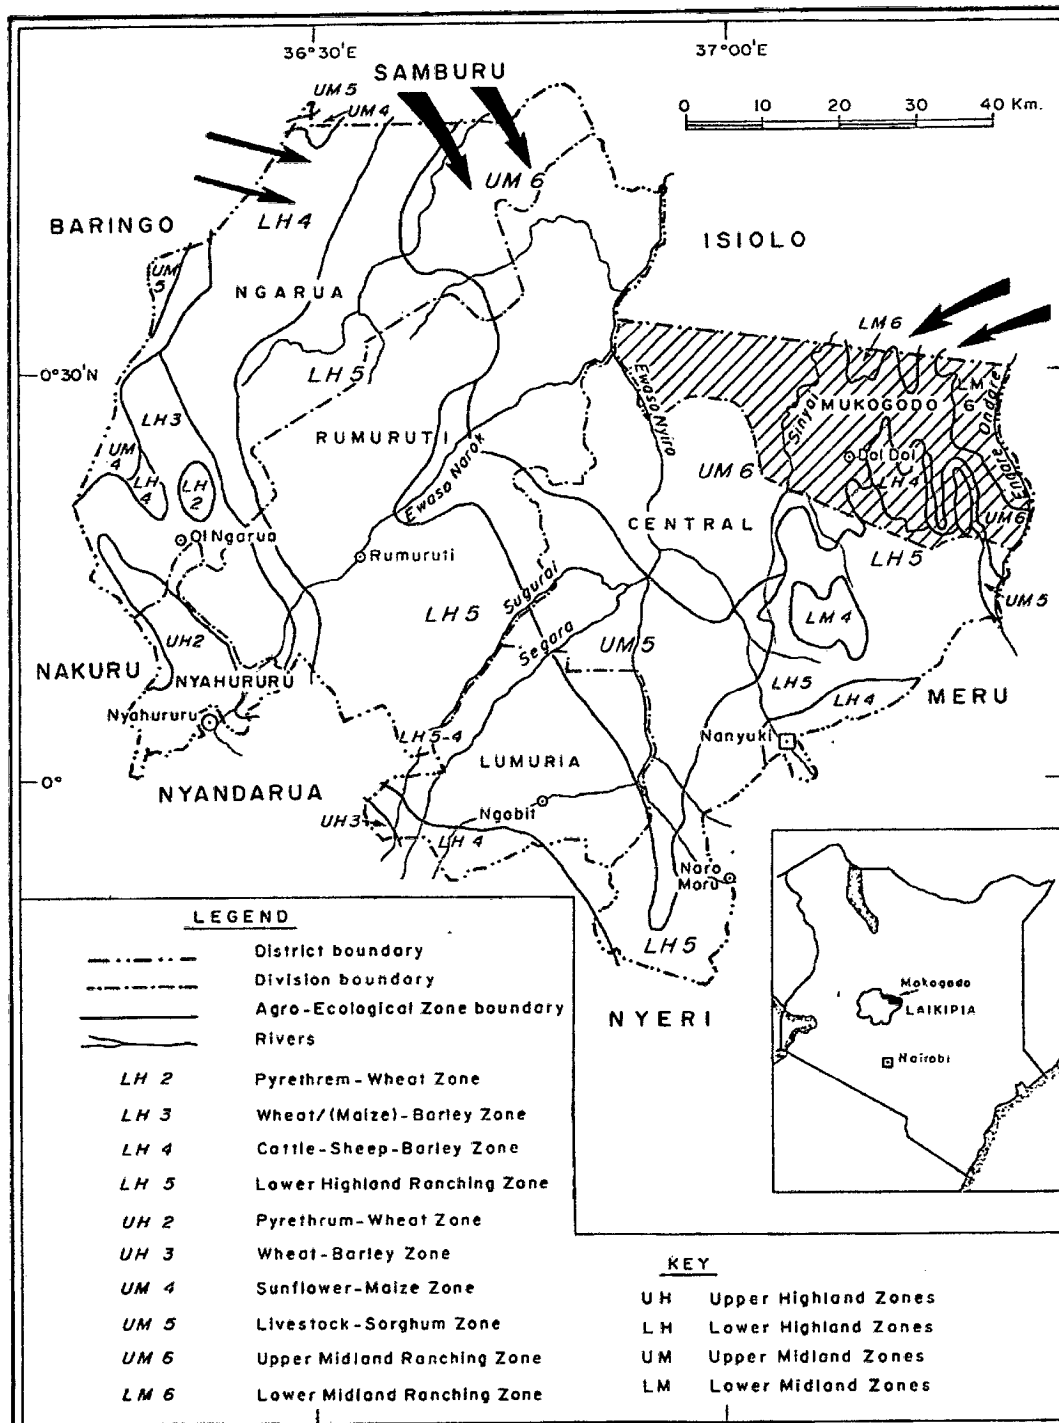 36°30'E
37°00'E
SAMBURU
UM 5
UM 4
0 10 20 30 40 Km.
UM 6
LH 4
BARINGO
ISIOLO
UM 5
NGARUA
LM 6
0°30'N
LH 5
LM 6
MUKOGODO
Sinyai
Ondare
LH3
RUMURUTI
Ewaso Nyiro
Ewaso Narok
UM 4
LH 4
LH 2
UM 6
Dol Dol
LH 4
Engare
UM 6
CENTRAL
Ol Ngarua
Rumuruti
LH 5
UM 5
LH 5
Suguroi
Segara
UM 5
LM 4
UH2
NAKURU
NYAHURURU
LH5
LH 4
MERU
Nyahururu
Nanyuki
LH 5-4
0°
NYANDARUA
LUMURIA
Ngobit
UH3
LH 4
Naro Moru
LH 5
NYERI
Mokogodo
LAIKIPIA
Nairobi
LEGEND
District boundary
Division boundary
Agro-Ecological Zone boundary
Rivers
LH 2 Pyrethrem-Wheat Zone
LH 3 Wheat/(Maize)-Barley Zone
LH 4 Cattle-Sheep-Barley Zone
LH 5 Lower Highland Ranching Zone
UH 2 Pyrethrum-Wheat Zone
UH 3 Wheat-Barley Zone
UM 4 Sunflower-Maize Zone
UM 5 Livestock-Sorghum Zone
UM 6 Upper Midland Ranching Zone
LM 6 Lower Midland Ranching Zone
KEY
UH Upper Highland Zones
LH Lower Highland Zones
UM Upper Midland Zones
LM Lower Midland Zones